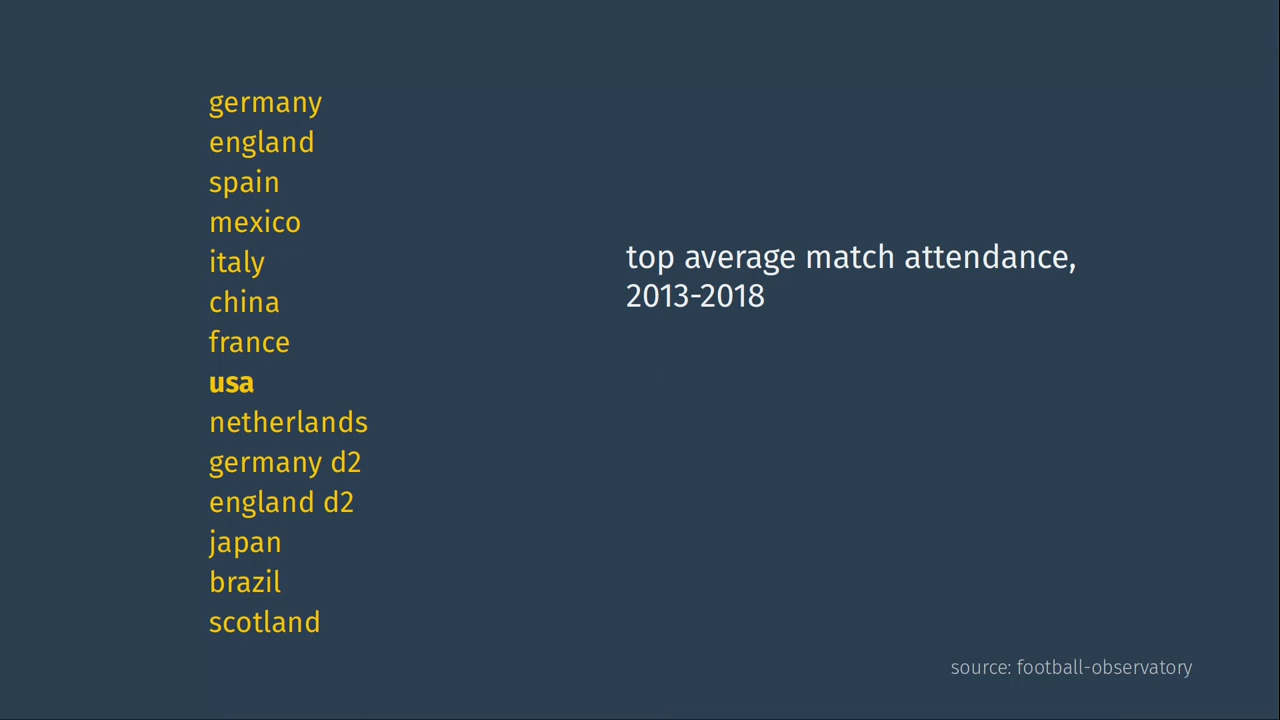 germany
england
spain
mexico
italy
china
france
usa
netherlands
germany d2
england d2
japan
brazil
scotland
top average match attendance,
2013-2018
source: football-observatory